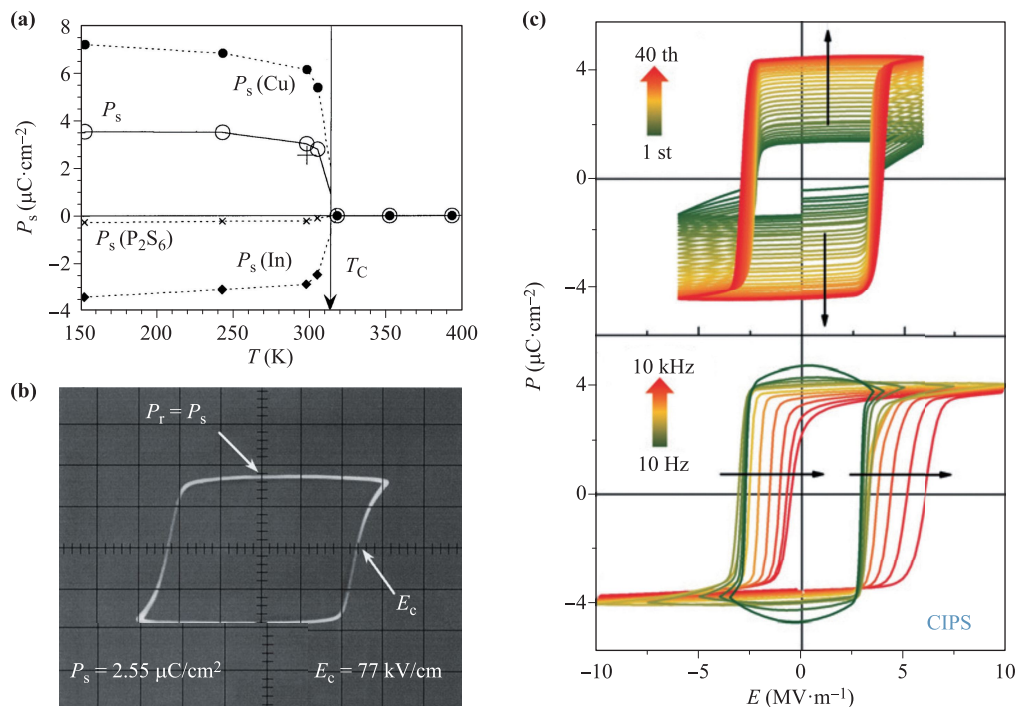 (a)
8
6
4
2
0
−2
−4
P_s (μC·cm⁻²)
P_s (Cu)
P_s
P_s (P₂S₆)
P_s (In)
T_C
150
200
250
300
350
400
T (K)
(b)
P_r = P_s
E_c
P_s = 2.55 μC/cm²
E_c = 77 kV/cm
(c)
40 th
1 st
4
0
−4
P (μC·cm⁻²)
10 kHz
10 Hz
4
0
−4
CIPS
−10
−5
0
5
10
E (MV·m⁻¹)